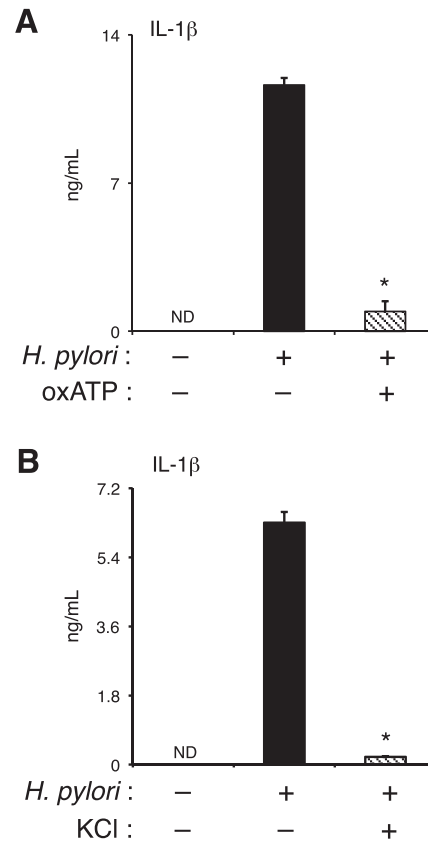 A
IL-1β
14
7
0
ng/mL
ND
*
H. pylori : – + +
oxATP : – – +
B
IL-1β
7.2
5.4
3.6
1.8
0
ng/mL
ND
*
H. pylori : – + +
KCl : – – +